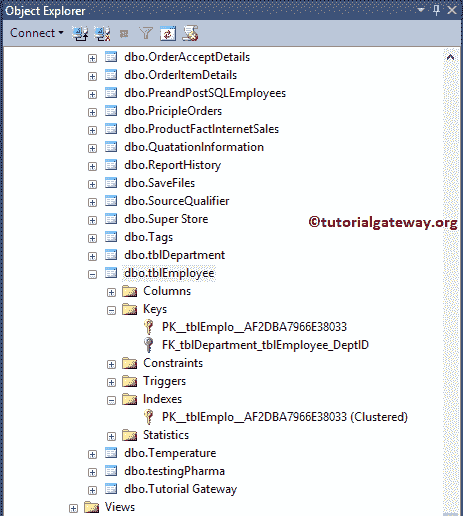 Object Explorer
Connect
dbo.OrderAcceptDetails
dbo.OrderItemDetails
dbo.PreandPostSQLEmployees
dbo.PricipleOrders
dbo.ProductFactInternetSales
dbo.QuatationInformation
dbo.ReportHistory
dbo.SaveFiles
dbo.SourceQualifier
dbo.Super Store
©tutorialgateway.org
dbo.Tags
dbo.tblDepartment
dbo.tblEmployee
Columns
Keys
PK__tblEmplo__AF2DBA7966E38033
FK_tblDepartment_tblEmployee_DeptID
Constraints
Triggers
Indexes
PK__tblEmplo__AF2DBA7966E38033 (Clustered)
Statistics
dbo.Temperature
dbo.testingPharma
dbo.Tutorial Gateway
Views